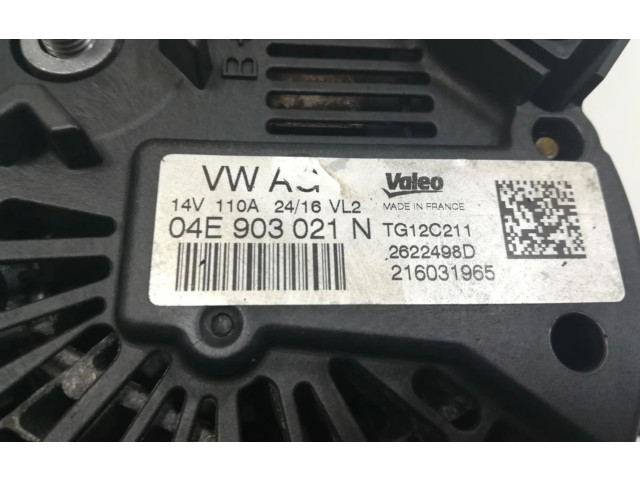 B
VW AG
14V 110A 24/16 VL2
04E 903 021 N
Valeo
MADE IN FRANCE
TG12C211
2622498D
216031965